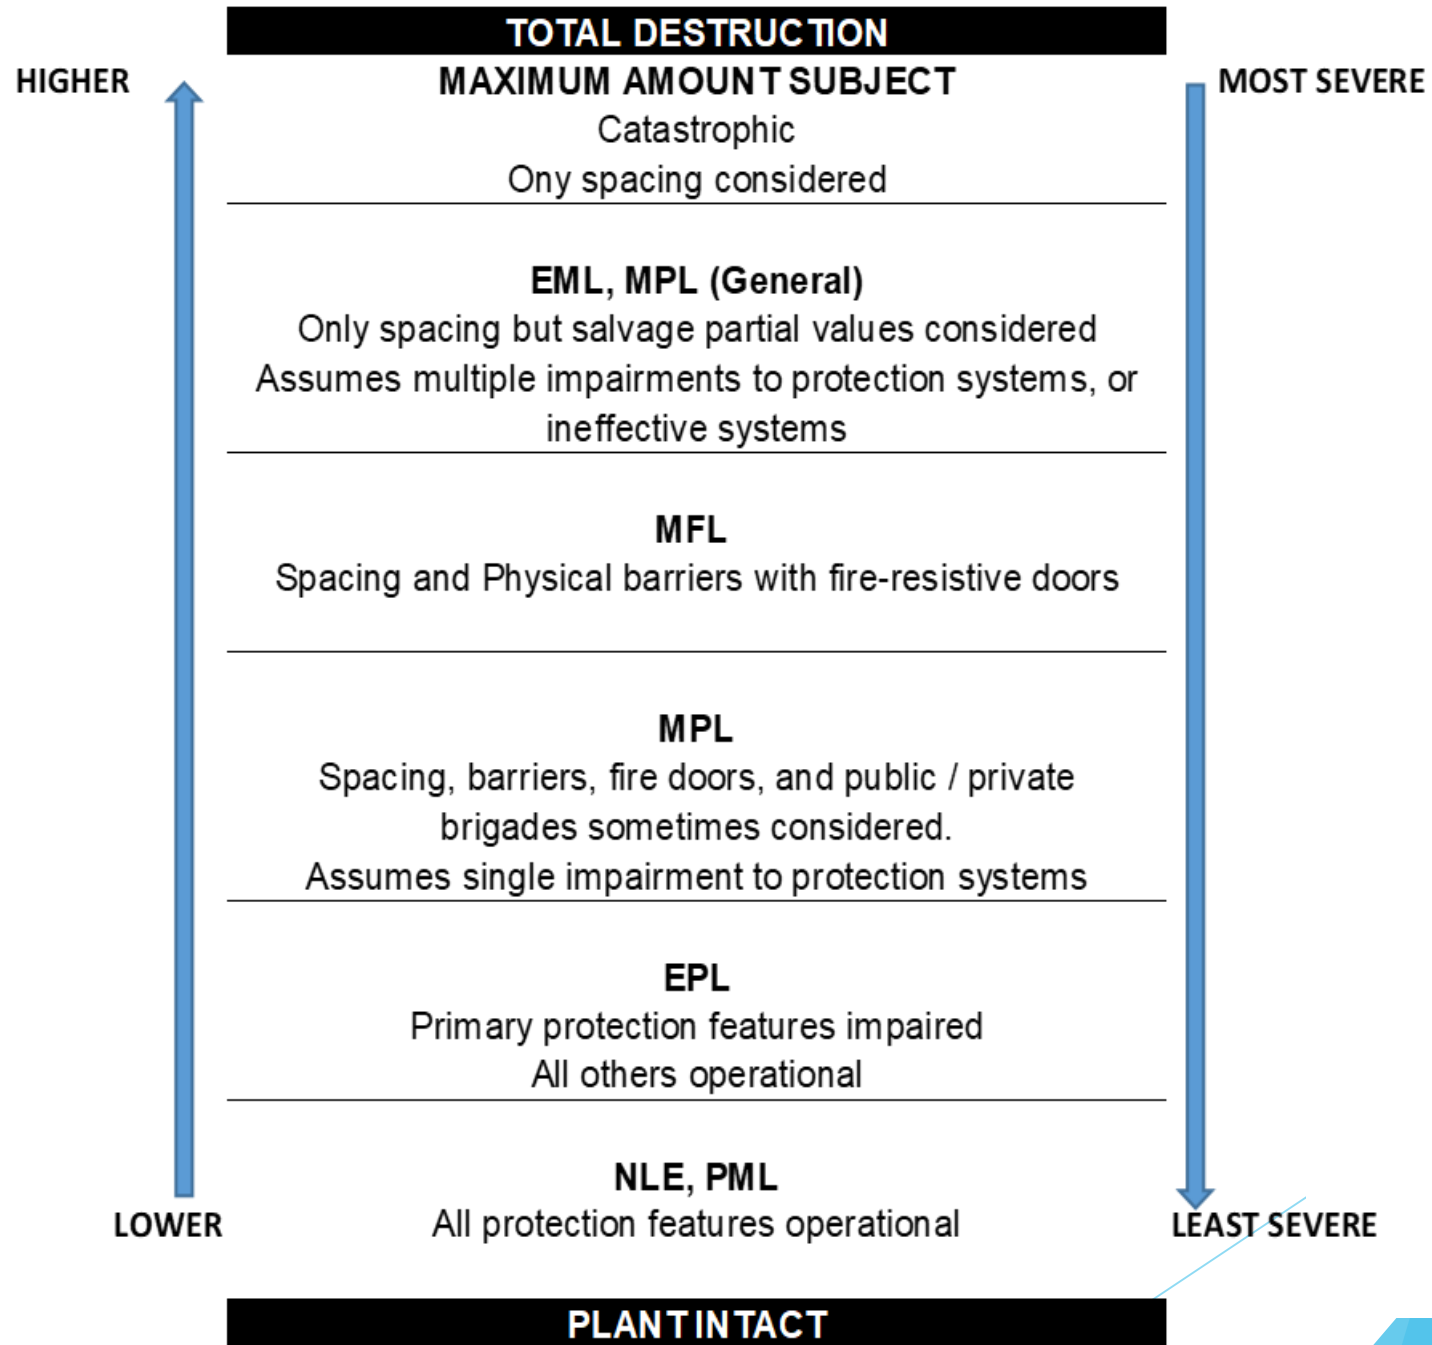 TOTAL DESTRUCTION
HIGHER
MAXIMUM AMOUNT SUBJECT
MOST SEVERE
Catastrophic
Ony spacing considered
EML, MPL (General)
Only spacing but salvage partial values considered
Assumes multiple impairments to protection systems, or
ineffective systems
MFL
Spacing and Physical barriers with fire-resistive doors
MPL
Spacing, barriers, fire doors, and public / private
brigades sometimes considered.
Assumes single impairment to protection systems
EPL
Primary protection features impaired
All others operational
NLE, PML
LOWER
All protection features operational
LEAST SEVERE
PLANT INTACT